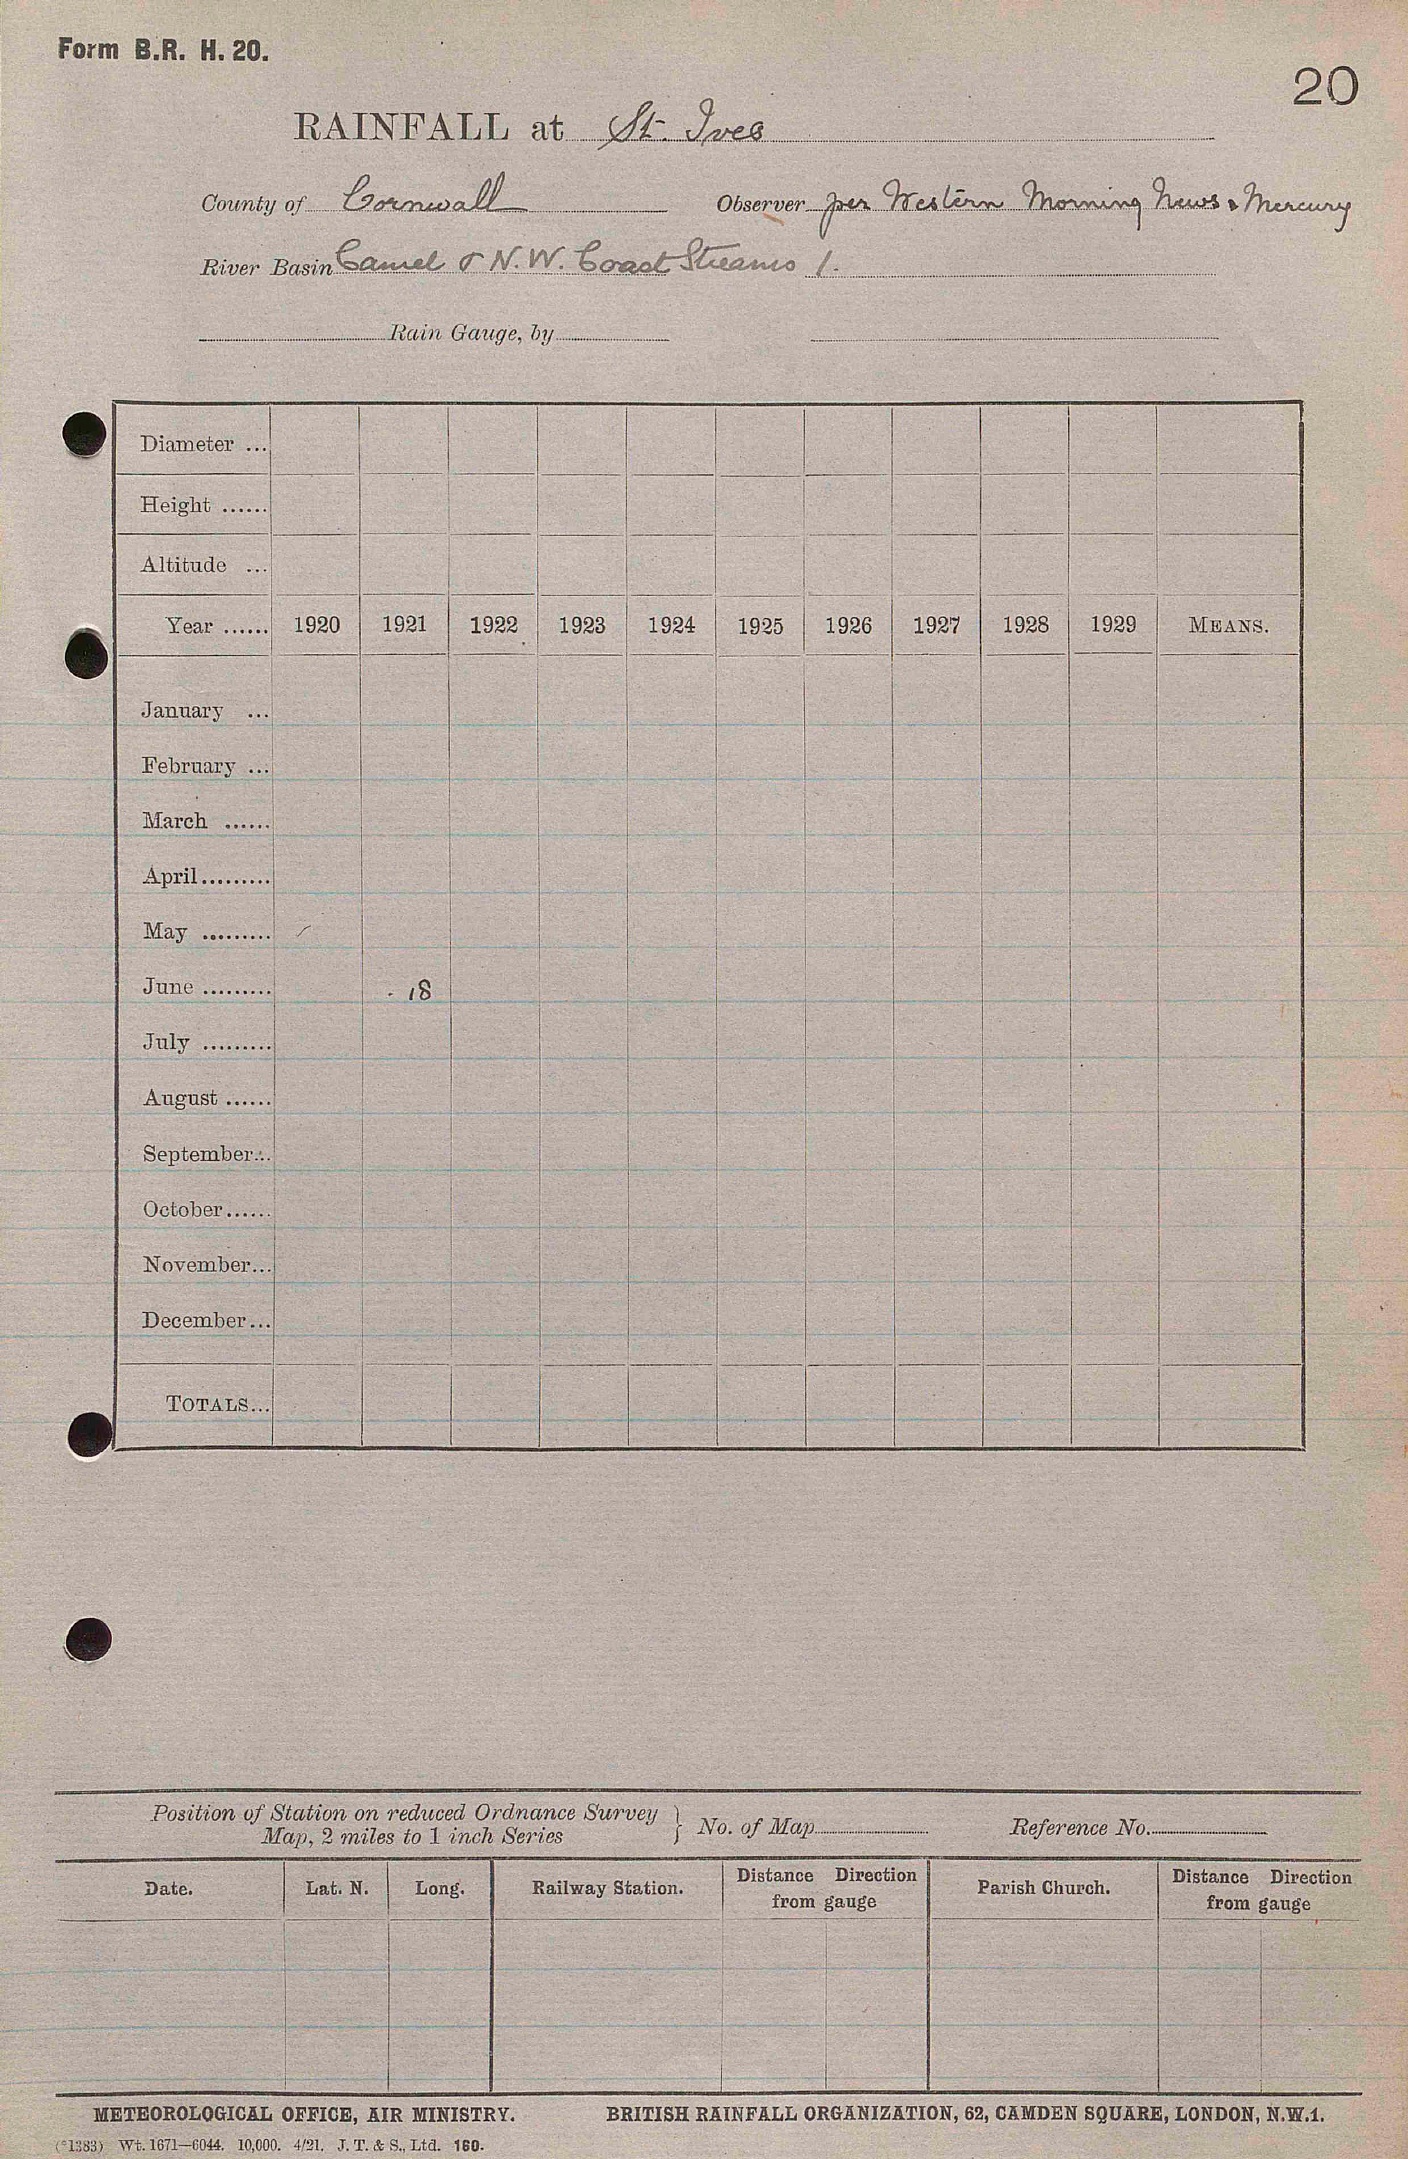 Form B.R. H. 20.
20
RAINFALL at St. Ives
County of Cornwall Observer per Western Morning News & Mercury
River Basin Camel & N.W. Coast Streams 1.
Rain Gauge, by
Diameter ...
Height ......
Altitude ...
Year ...... 1920 1921 1922 1923 1924 1925 1926 1927 1928 1929 MEANS.
January ...
February ...
March ......
April.........
May .........
June ......... .18
July .........
August ......
September...
October......
November...
December...
TOTALS...
Position of Station on reduced Ordnance Survey } No. of Map Reference No.
Map, 2 miles to 1 inch Series
Date. Lat. N. Long. Railway Station. Distance Direction from gauge Parish Church. Distance Direction from gauge
METEOROLOGICAL OFFICE, AIR MINISTRY. BRITISH RAINFALL ORGANIZATION, 62, CAMDEN SQUARE, LONDON, N.W.1.
(*1383) Wt. 1671—6044. 10,000. 4/21. J. T. & S., Ltd. 160.